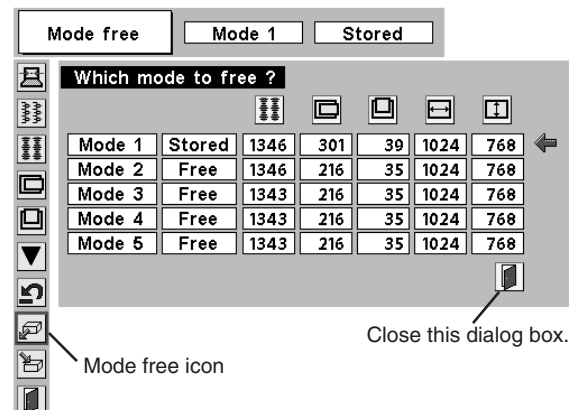 Mode free Mode 1 Stored
Which mode to free ?
Mode 1 Stored 1346 301 39 1024 768
Mode 2 Free 1346 216 35 1024 768
Mode 3 Free 1343 216 35 1024 768
Mode 4 Free 1343 216 35 1024 768
Mode 5 Free 1343 216 35 1024 768
Close this dialog box.
Mode free icon